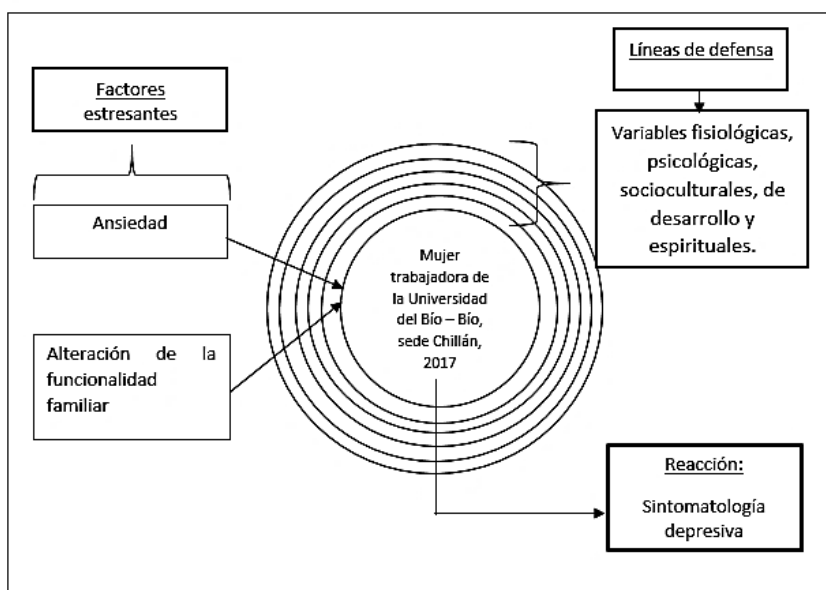 Factores
estresantes
Ansiedad
Alteración de la
funcionalidad
familiar
Mujer
trabajadora de
la Universidad
del Bío – Bío,
sede Chillán,
2017
Líneas de defensa
Variables fisiológicas,
psicológicas,
socioculturales, de
desarrollo y
espirituales.
Reacción:
Sintomatología
depresiva